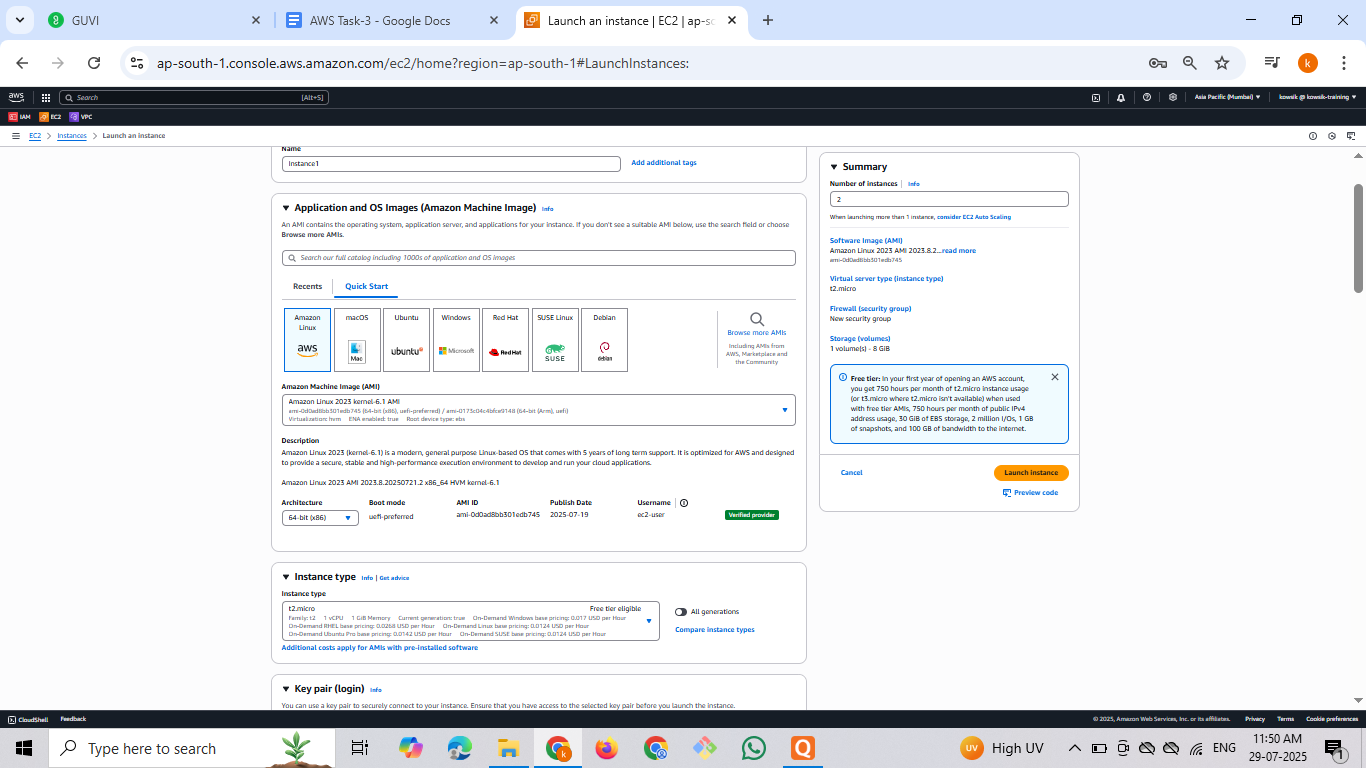 GUVI
AWS Task-3 - Google Docs
Launch an instance | EC2 | ap-so
ap-south-1.console.aws.amazon.com/ec2/home?region=ap-south-1#LaunchInstances:
k
aws
Search
[Alt+S]
Asia Pacific (Mumbai)
kowsik @ kowsik-training
IAM
EC2
VPC
EC2
Instances
Launch an instance
Name
Instance1
Add additional tags
Application and OS Images (Amazon Machine Image) Info
An AMI contains the operating system, application server, and applications for your instance. If you don't see a suitable AMI below, use the search field or choose
Browse more AMIs.
Search our full catalog including 1000s of application and OS images
Recents
Quick Start
Amazon
Linux
aws
macOS
Mac
Ubuntu
ubuntu
Windows
Microsoft
Red Hat
Red Hat
SUSE Linux
SUSE
Debian
debian
Browse more AMIs
Including AMIs from
AWS, Marketplace and
the Community
Amazon Machine Image (AMI)
Amazon Linux 2023 kernel-6.1 AMI
ami-0d0ad8bb301edb745 (64-bit (x86), uefi-preferred) / ami-0173c04c4bfce9148 (64-bit (Arm), uefi)
Virtualization: hvm ENA enabled: true Root device type: ebs
Description
Amazon Linux 2023 (kernel-6.1) is a modern, general purpose Linux-based OS that comes with 5 years of long term support. It is optimized for AWS and designed
to provide a secure, stable and high-performance execution environment to develop and run your cloud applications.
Amazon Linux 2023 AMI 2023.8.20250721.2 x86_64 HVM kernel-6.1
Architecture
64-bit (x86)
Boot mode
uefi-preferred
AMI ID
ami-0d0ad8bb301edb745
Publish Date
2025-07-19
Username
ec2-user
Verified provider
Instance type Info | Get advice
Instance type
t2.micro
Free tier eligible
Family: t2 1 vCPU 1 GiB Memory Current generation: true On-Demand Windows base pricing: 0.017 USD per Hour
On-Demand RHEL base pricing: 0.0268 USD per Hour On-Demand Linux base pricing: 0.0124 USD per Hour
On-Demand Ubuntu Pro base pricing: 0.0142 USD per Hour On-Demand SUSE base pricing: 0.0124 USD per Hour
All generations
Compare instance types
Additional costs apply for AMIs with pre-installed software
Key pair (login) Info
You can use a key pair to securely connect to your instance. Ensure that you have access to the selected key pair before you launch the instance.
Summary
Number of instances Info
2
When launching more than 1 instance, consider EC2 Auto Scaling
Software Image (AMI)
Amazon Linux 2023 AMI 2023.8.2...read more
ami-0d0ad8bb301edb745
Virtual server type (instance type)
t2.micro
Firewall (security group)
New security group
Storage (volumes)
1 volume(s) - 8 GiB
Free tier: In your first year of opening an AWS account,
you get 750 hours per month of t2.micro instance usage
(or t3.micro where t2.micro isn't available) when used
with free tier AMIs, 750 hours per month of public IPv4
address usage, 30 GiB of EBS storage, 2 million I/Os, 1 GB
of snapshots, and 100 GB of bandwidth to the internet.
Cancel
Launch instance
Preview code
CloudShell
Feedback
© 2025, Amazon Web Services, Inc. or its affiliates.
Privacy
Terms
Cookie preferences
Type here to search
k
Q
UV
High UV
ENG
11:50 AM
29-07-2025
1